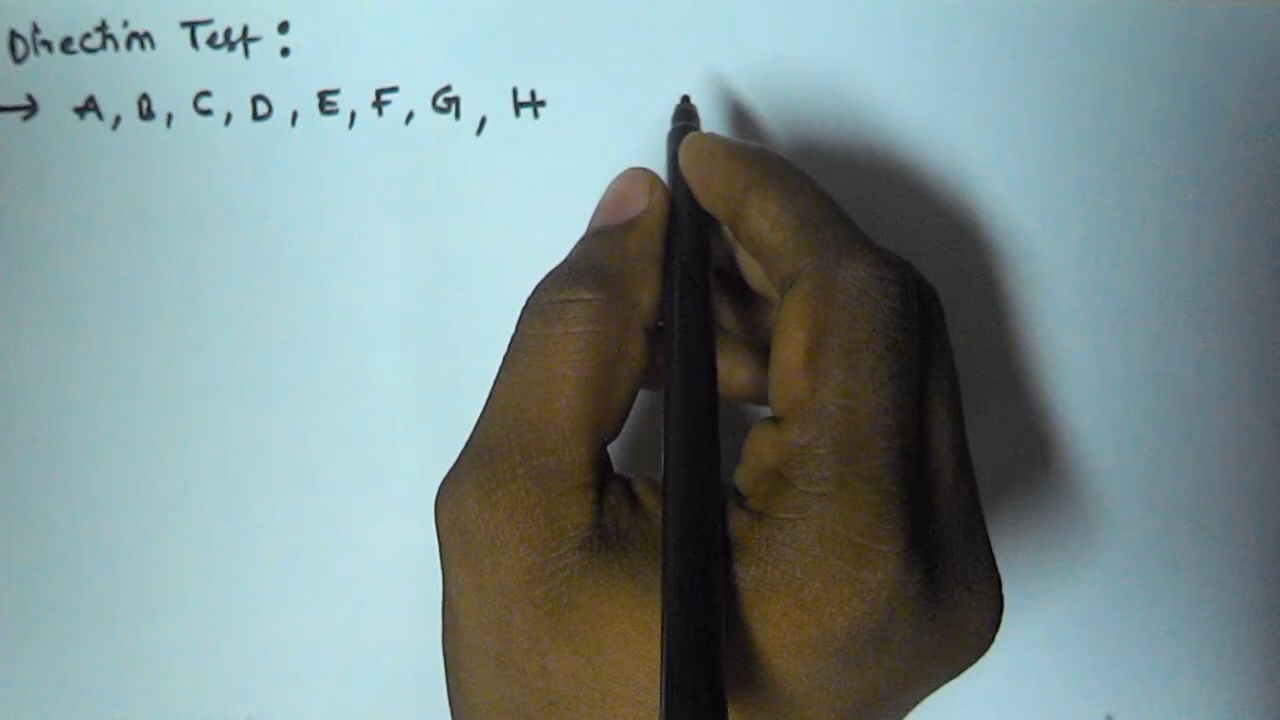 Direction Test:
→ A, B, C, D, E, F, G, H